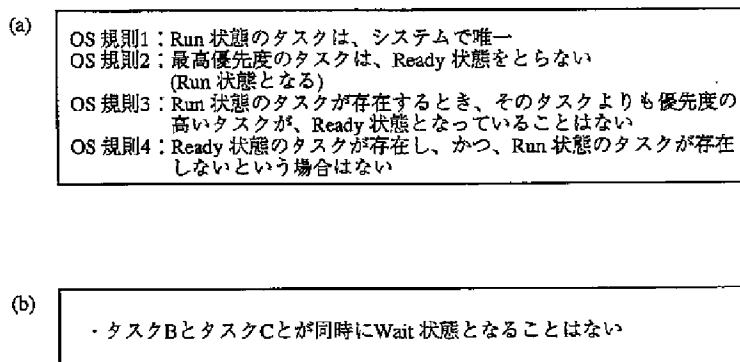 (a)
OS 規則1：Run 状態のタスクは、システムで唯一
OS 規則2：最高優先度のタスクは、Ready 状態をとらない
(Run 状態となる)
OS 規則3：Run 状態のタスクが存在するとき、そのタスクよりも優先度の
高いタスクが、Ready 状態となっていることはない
OS 規則4：Ready 状態のタスクが存在し、かつ、Run 状態のタスクが存在
しないという場合はない
(b)
・タスクBとタスクCとが同時にWait 状態となることはない